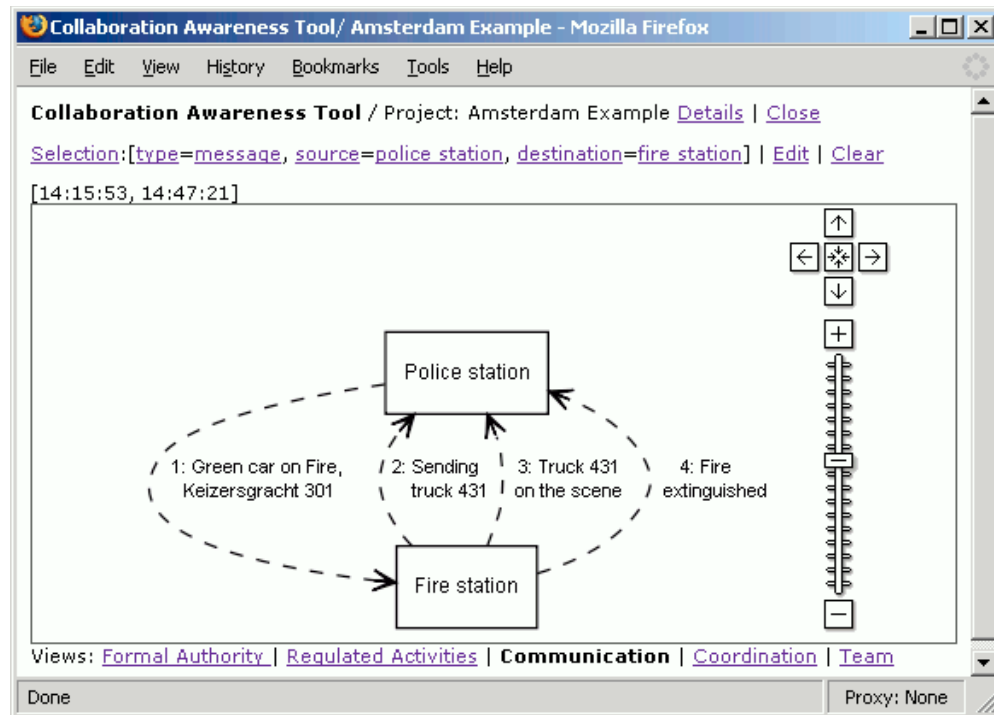 Collaboration Awareness Tool/ Amsterdam Example - Mozilla Firefox
File Edit View History Bookmarks Tools Help
Collaboration Awareness Tool / Project: Amsterdam Example Details | Close
Selection:[type=message, source=police station, destination=fire station] | Edit | Clear
[14:15:53, 14:47:21]
Police station
1: Green car on Fire,
Keizersgracht 301
2: Sending
truck 431
3: Truck 431
on the scene
4: Fire
extinguished
Fire station
Views: Formal Authority | Regulated Activities | Communication | Coordination | Team
Done
Proxy: None